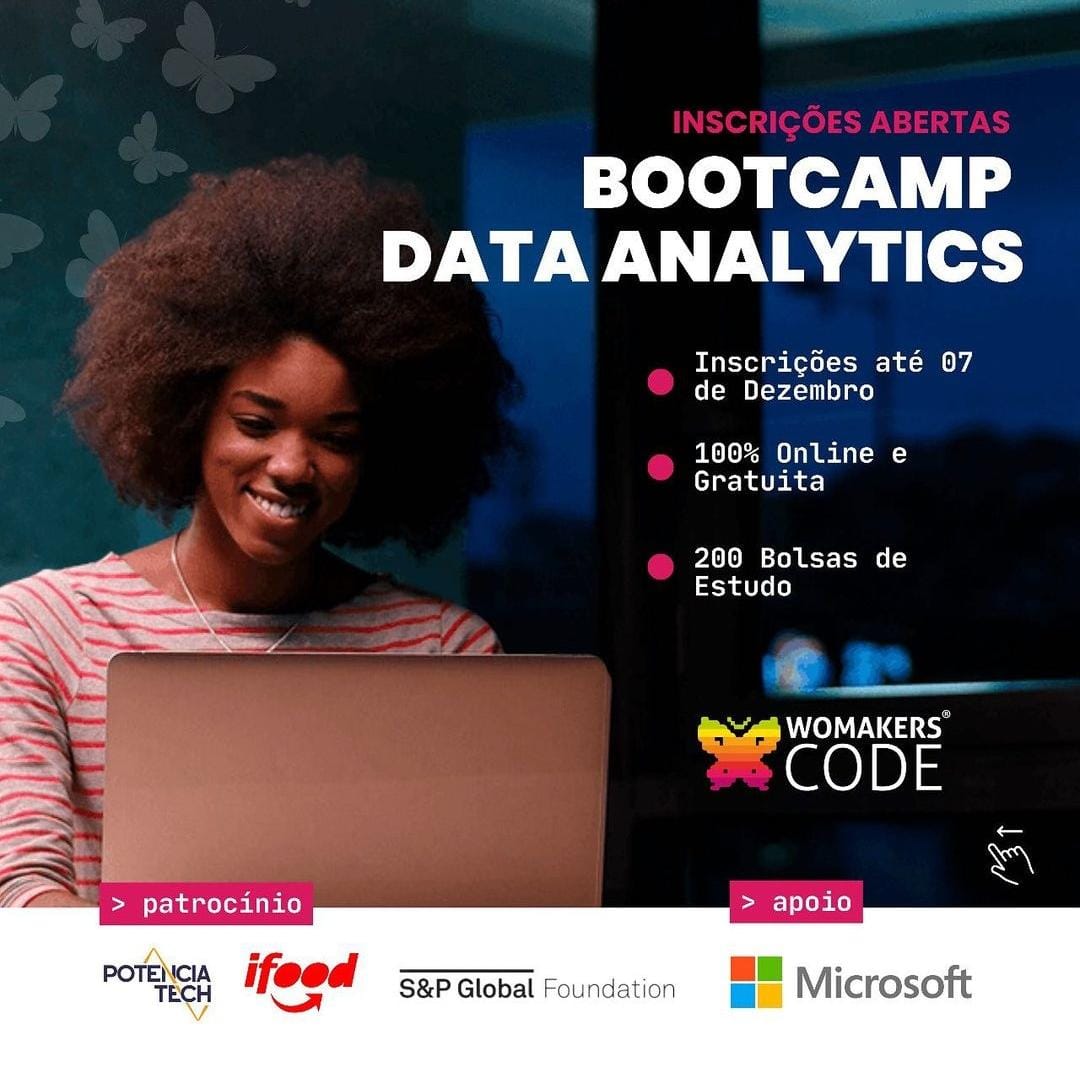 INSCRIÇÕES ABERTAS
BOOTCAMP
DATA ANALYTICS
Inscrições até 07
de Dezembro
100% Online e
Gratuita
200 Bolsas de
Estudo
WOMAKERS®
CODE
> patrocínio
> apoio
POTÊNCIA
TECH
ifood
S&P Global Foundation
Microsoft